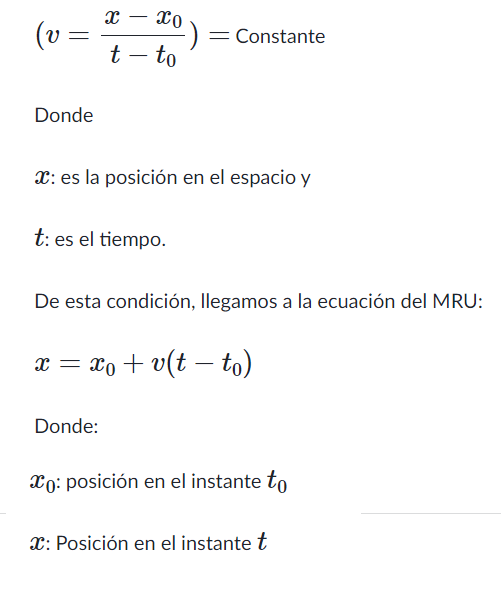 (v = \frac{x - x_0}{t - t_0}) = Constante
Donde
x: es la posición en el espacio y
t: es el tiempo.
De esta condición, llegamos a la ecuación del MRU:
x = x_0 + v(t - t_0)
Donde:
x_0: posición en el instante t_0
x: Posición en el instante t